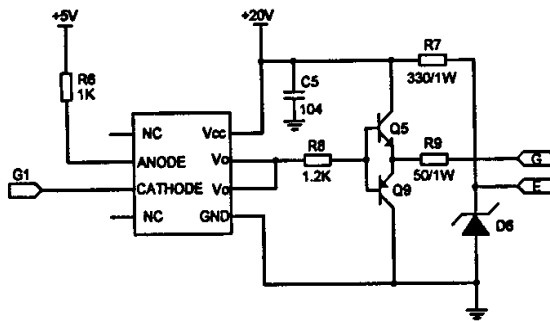 +5V
+20V
R6
1K
C5
104
R7
330/1W
NC
Vcc
ANODE
Vo
CATHODE
Vo
NC
GND
G1
R8
1.2K
Q5
Q9
R9
50/1W
G
E
D6